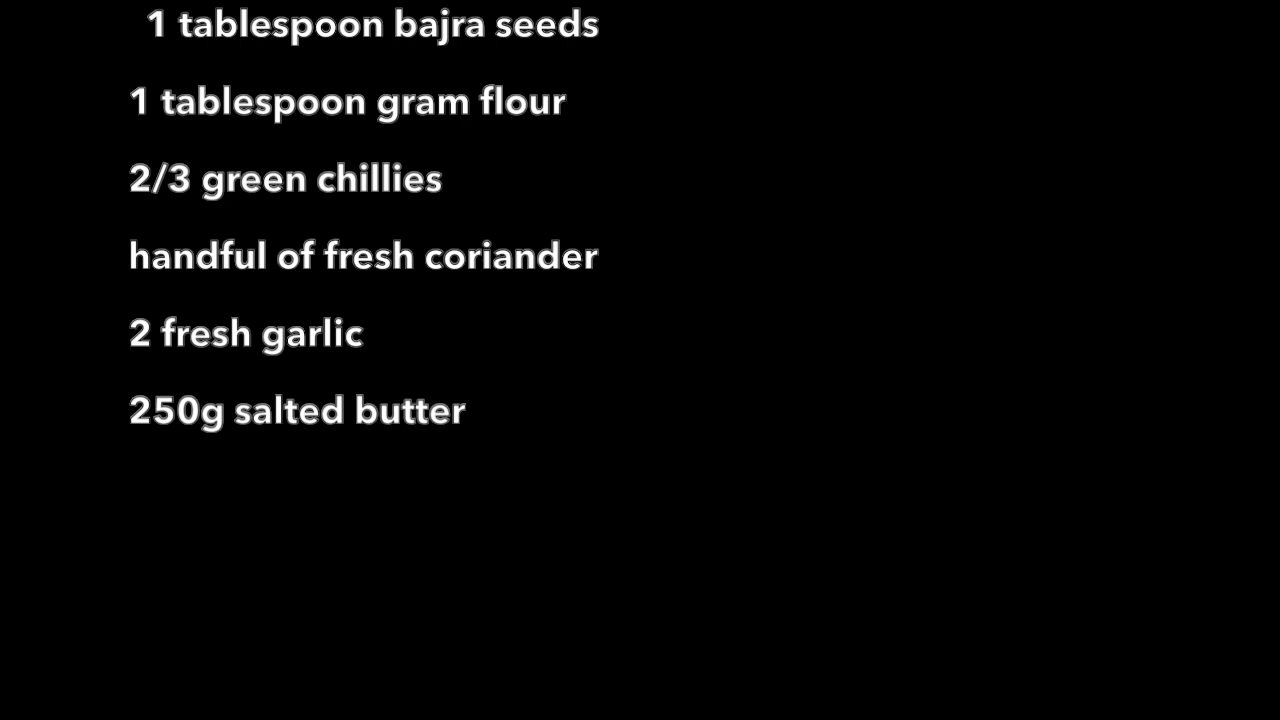 1 tablespoon bajra seeds
1 tablespoon gram flour
2/3 green chillies
handful of fresh coriander
2 fresh garlic
250g salted butter